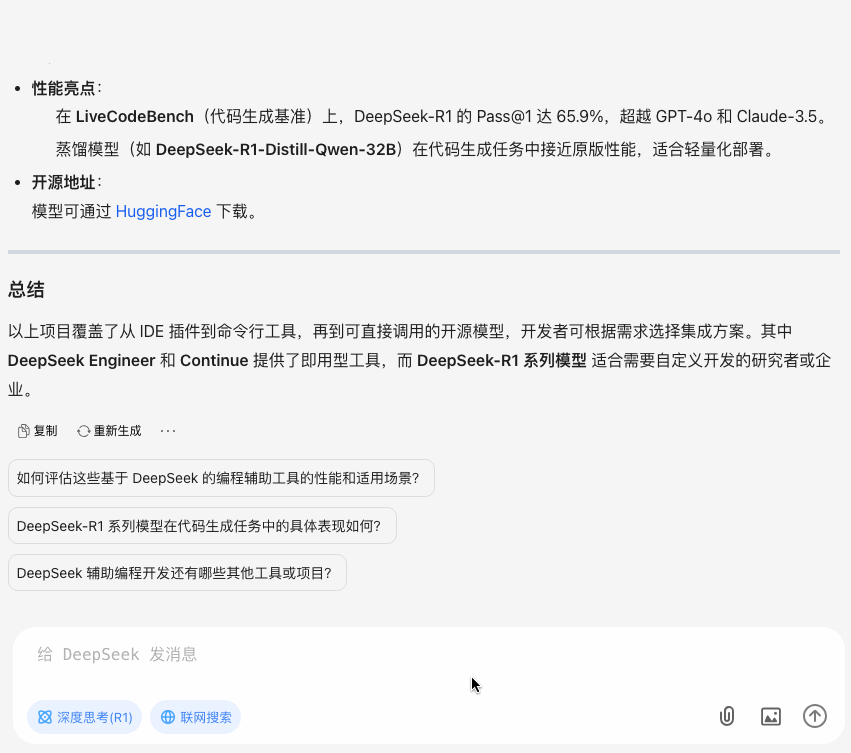 性能亮点：
在 LiveCodeBench（代码生成基准）上，DeepSeek-R1 的 Pass@1 达 65.9%，超越 GPT-4o 和 Claude-3.5。
蒸馏模型（如 DeepSeek-R1-Distill-Qwen-32B）在代码生成任务中接近原版性能，适合轻量化部署。
开源地址：
模型可通过 HuggingFace 下载。
总结
以上项目覆盖了从 IDE 插件到命令行工具，再到可直接调用的开源模型，开发者可根据需求选择集成方案。其中
DeepSeek Engineer 和 Continue 提供了即用型工具，而 DeepSeek-R1 系列模型 适合需要自定义开发的研究者或企
业。
复制 重新生成 ···
如何评估这些基于 DeepSeek 的编程辅助工具的性能和适用场景？
DeepSeek-R1 系列模型在代码生成任务中的具体表现如何？
DeepSeek 辅助编程开发还有哪些其他工具或项目？
给 DeepSeek 发消息
深度思考(R1) 联网搜索